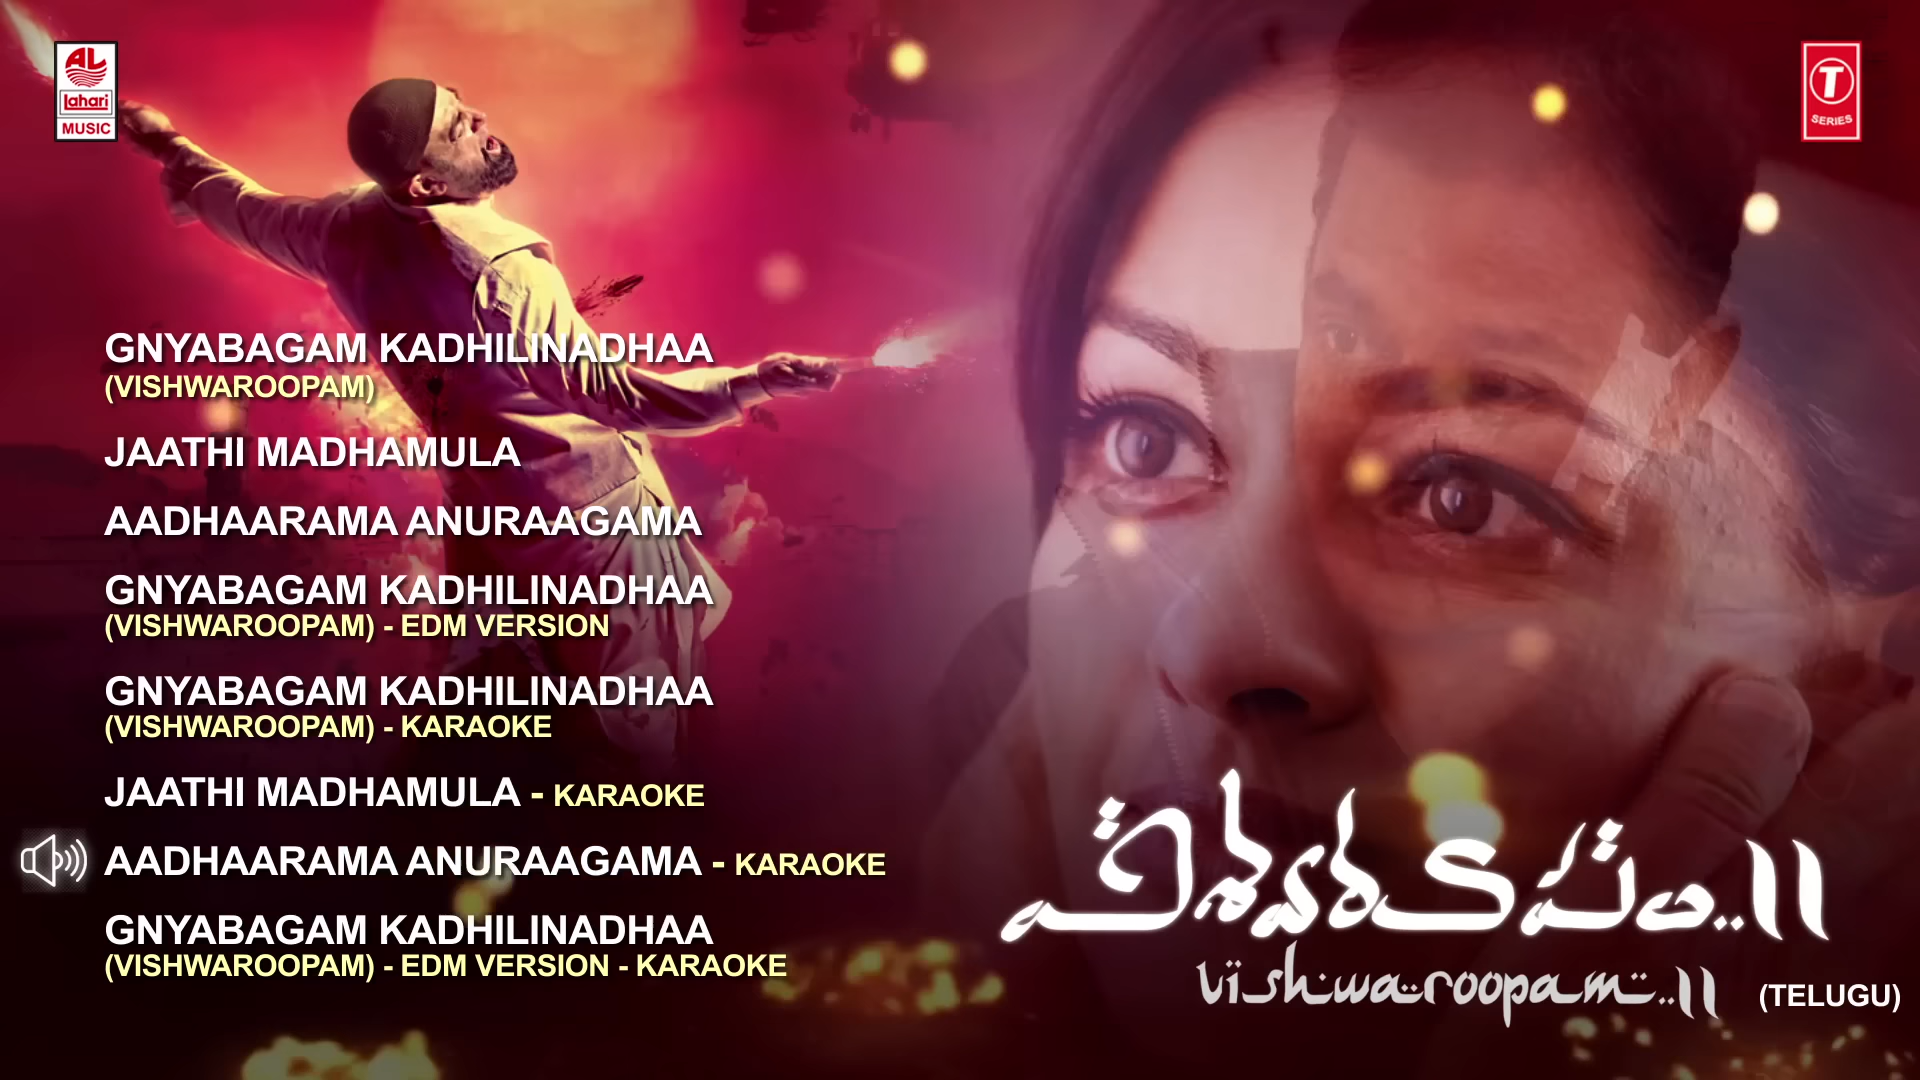 AL
lahari
MUSIC
T
SERIES
GNYABAGAM KADHILINADHAA
(VISHWAROOPAM)
JAATHI MADHAMULA
AADHAARAMA ANURAAGAMA
GNYABAGAM KADHILINADHAA
(VISHWAROOPAM) - EDM VERSION
GNYABAGAM KADHILINADHAA
(VISHWAROOPAM) - KARAOKE
JAATHI MADHAMULA - KARAOKE
AADHAARAMA ANURAAGAMA - KARAOKE
GNYABAGAM KADHILINADHAA
(VISHWAROOPAM) - EDM VERSION - KARAOKE
విశ్వరూపం..II
vishwaroopam..II
(TELUGU)